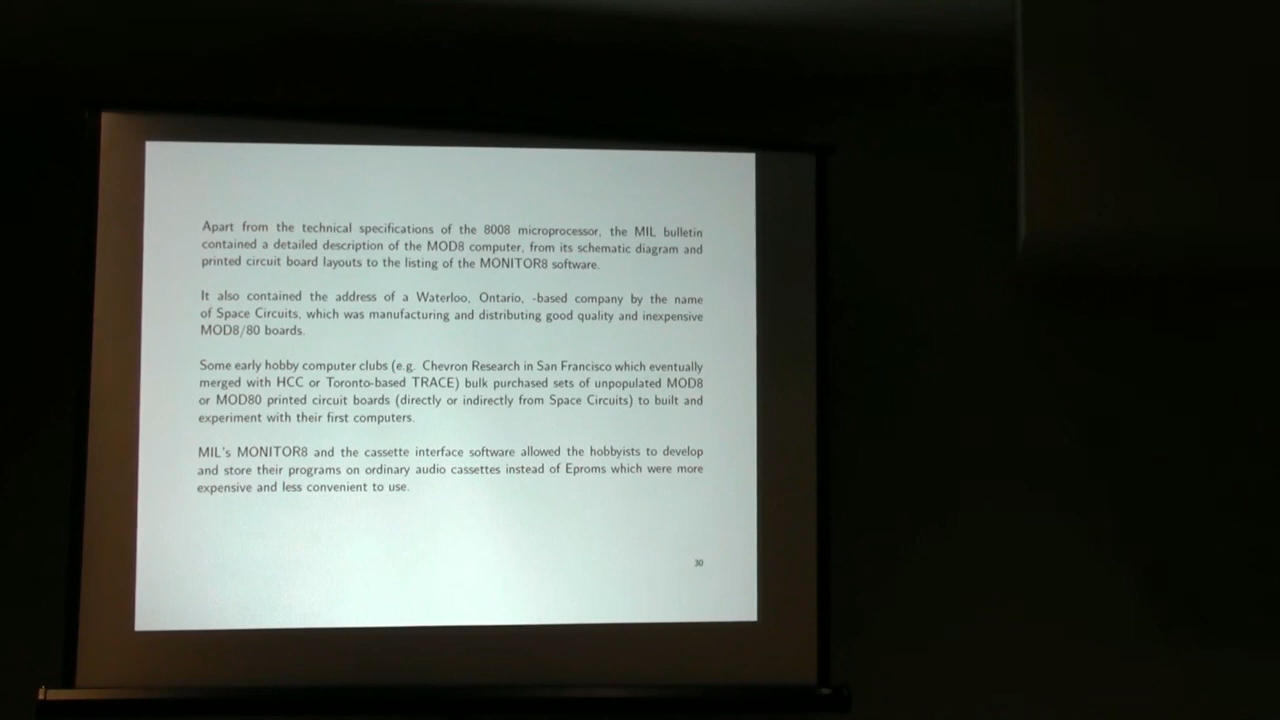 Apart from the technical specifications of the 8008 microprocessor, the MIL bulletin
contained a detailed description of the MOD8 computer, from its schematic diagram and
printed circuit board layouts to the listing of the MONITOR8 software.
It also contained the address of a Waterloo, Ontario, -based company by the name
of Space Circuits, which was manufacturing and distributing good quality and inexpensive
MOD8/80 boards.
Some early hobby computer clubs (e.g. Chevron Research in San Francisco which eventually
merged with HCC or Toronto-based TRACE) bulk purchased sets of unpopulated MOD8
or MOD80 printed circuit boards (directly or indirectly from Space Circuits) to built and
experiment with their first computers.
MIL's MONITOR8 and the cassette interface software allowed the hobbyists to develop
and store their programs on ordinary audio cassettes instead of Eproms which were more
expensive and less convenient to use.
30